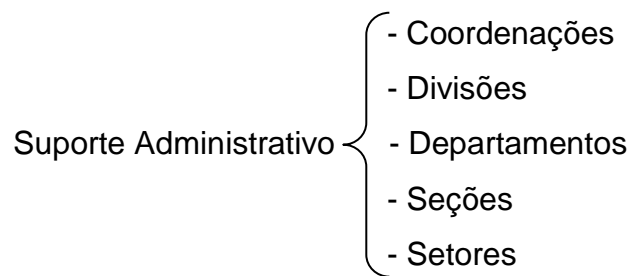 - Coordenações
- Divisões
Suporte Administrativo - Departamentos
- Seções
- Setores